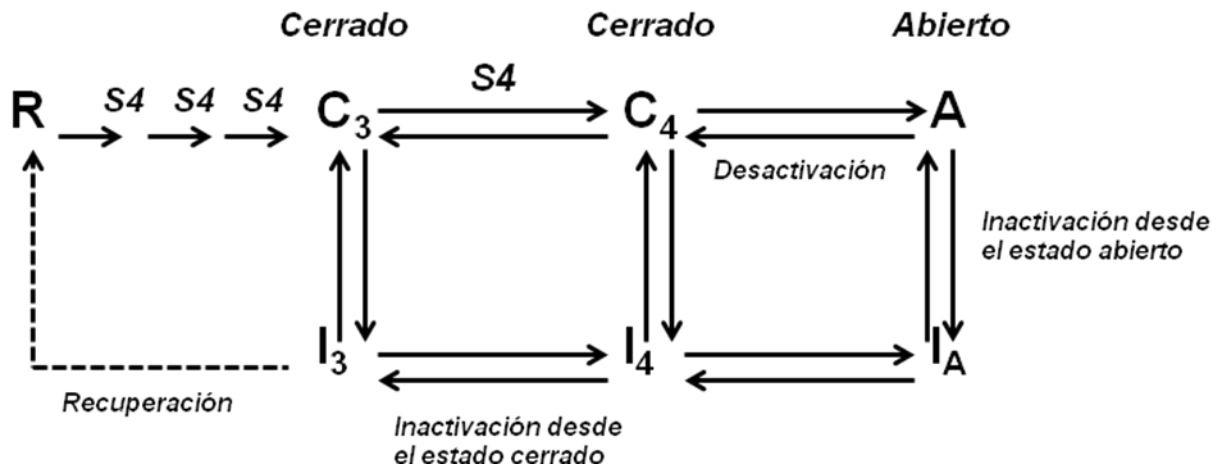 Cerrado Cerrado Abierto
S4 S4 S4 S4
R C3 C4 A
Desactivación
Inactivación desde
el estado abierto
I3 I4 IA
Recuperación
Inactivación desde
el estado cerrado